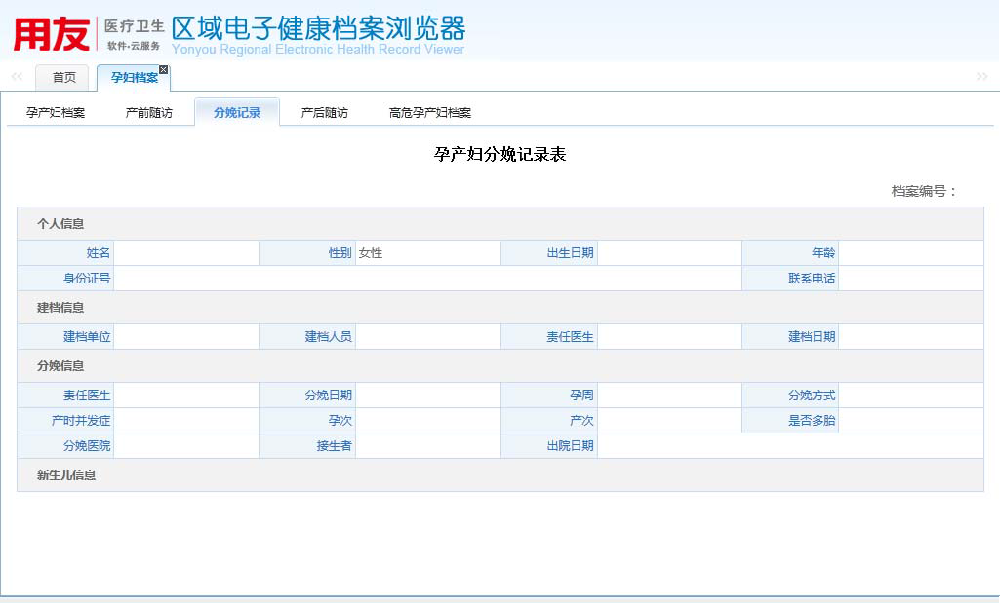 用友 医疗卫生 软件·云服务 区域电子健康档案浏览器
Yonyou Regional Electronic Health Record Viewer
首页 孕妇档案
孕产妇档案 产前随访 分娩记录 产后随访 高危孕产妇档案
孕产妇分娩记录表
档案编号：
个人信息
姓名 性别 女性 出生日期 年龄
身份证号 联系电话
建档信息
建档单位 建档人员 责任医生 建档日期
分娩信息
责任医生 分娩日期 孕周 分娩方式
产时并发症 孕次 产次 是否多胎
分娩医院 接生者 出院日期
新生儿信息